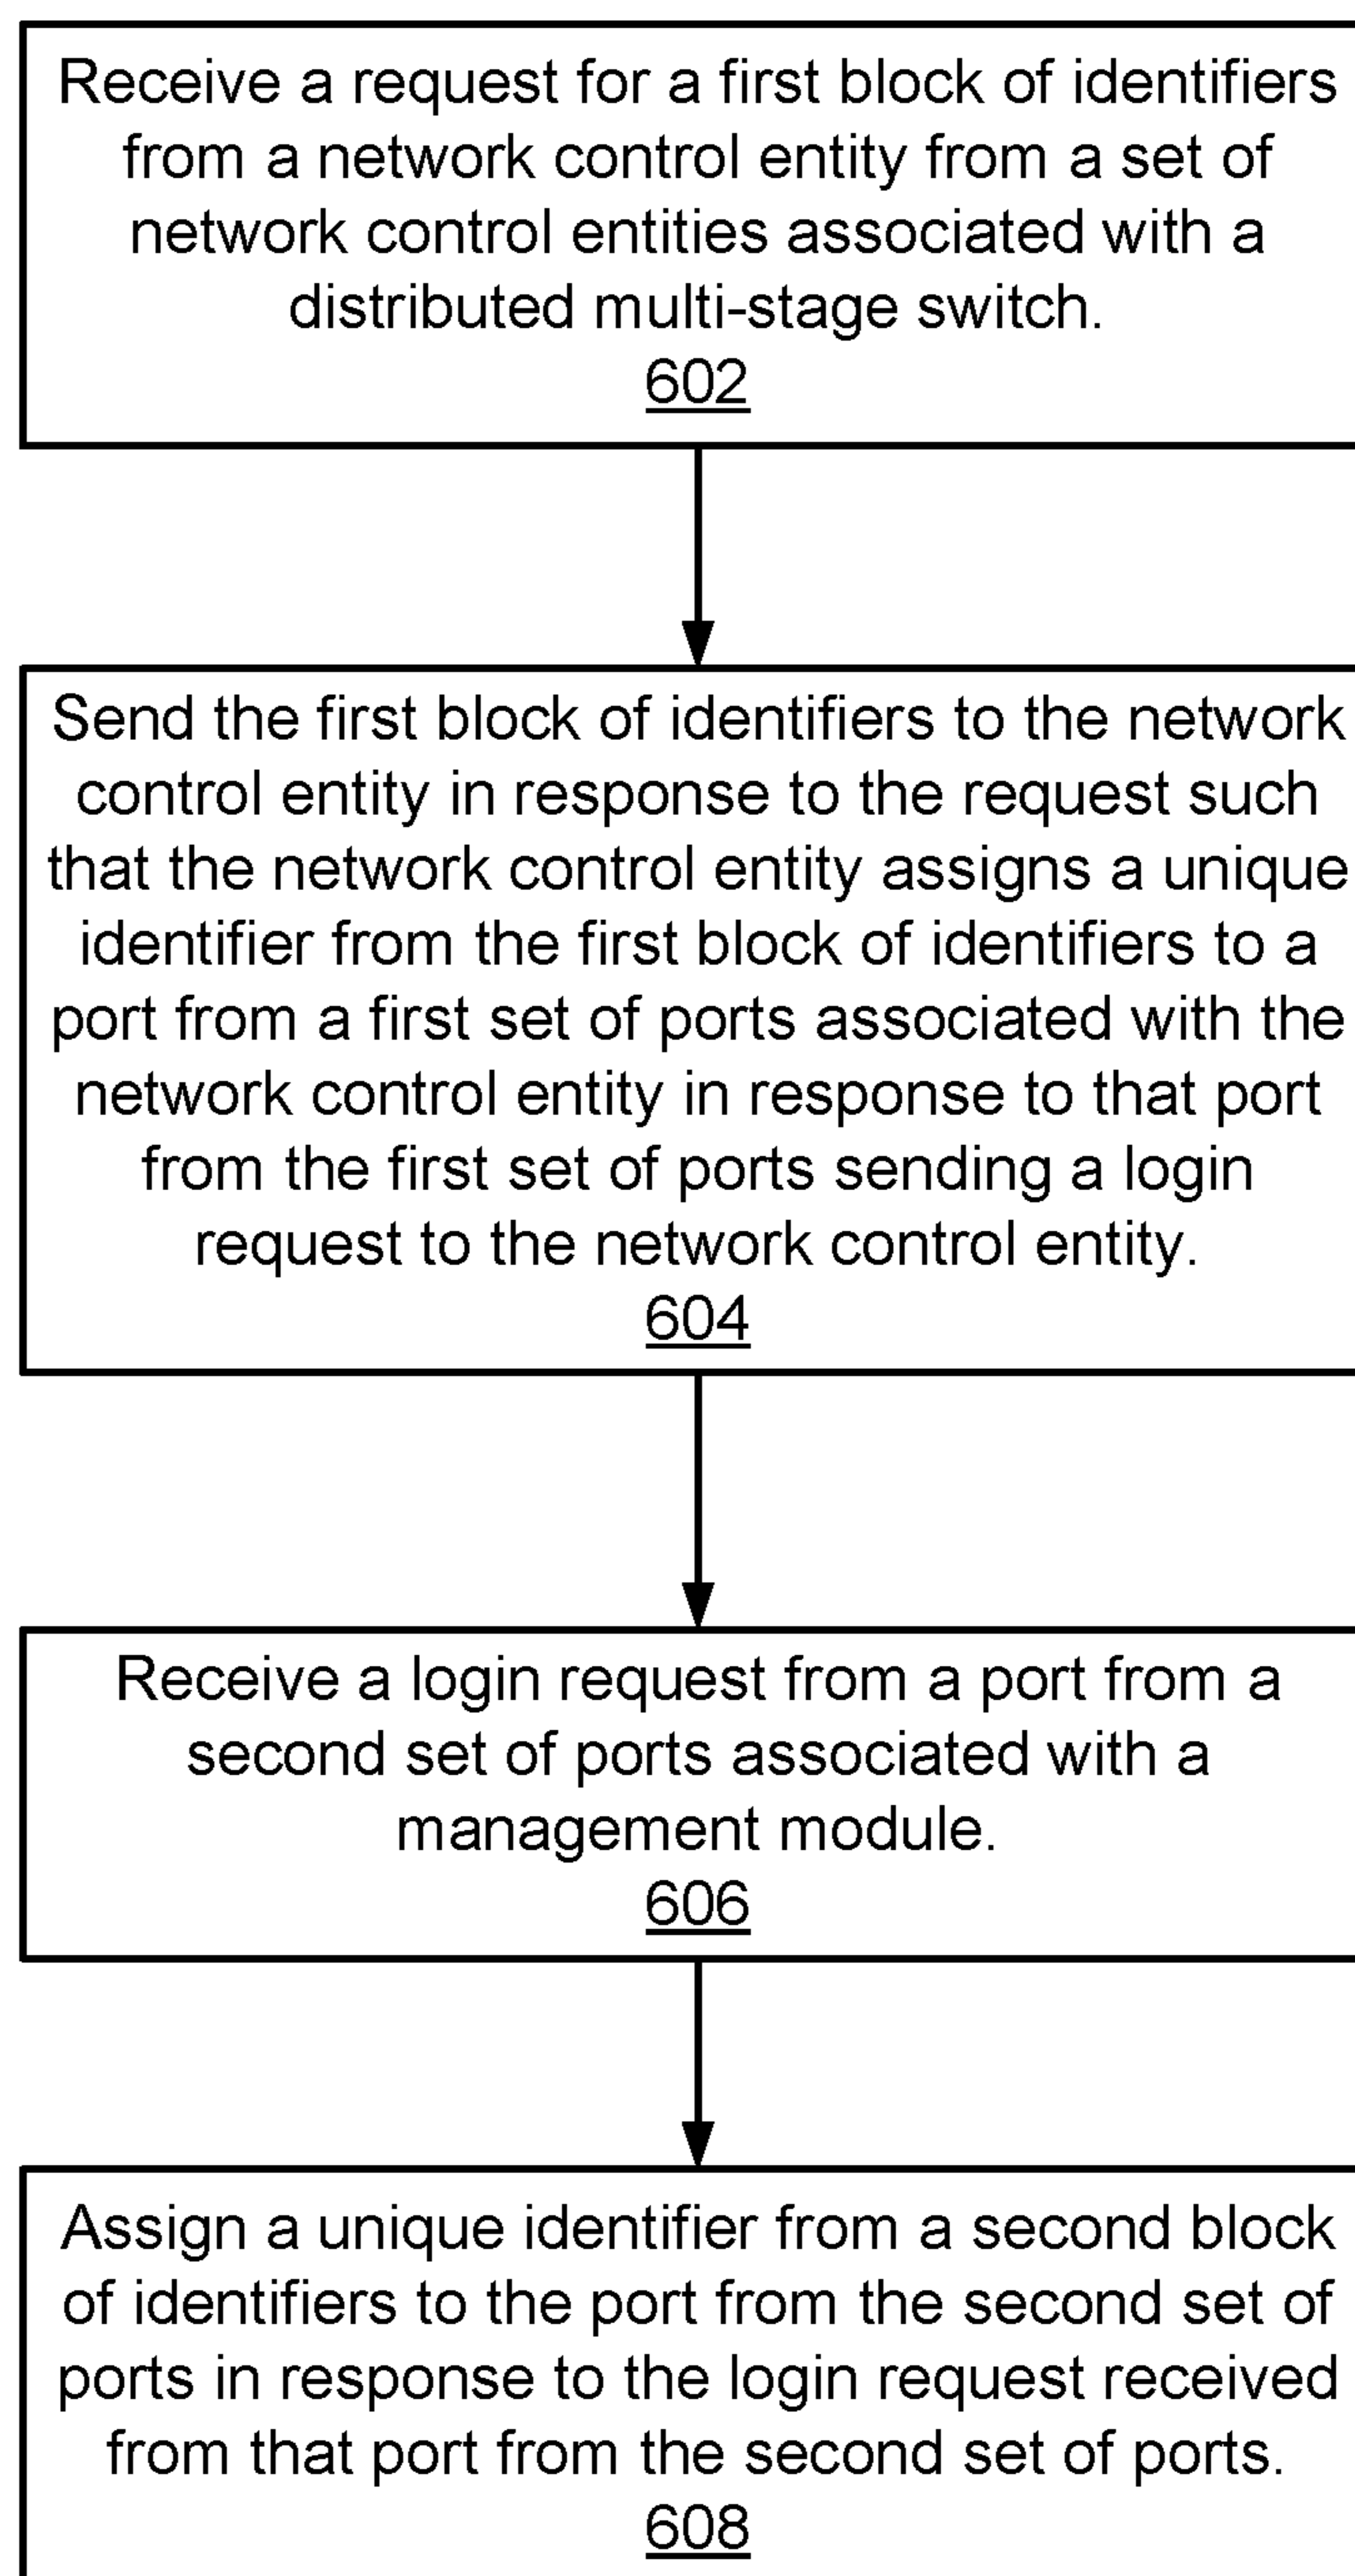 Receive a request for a first block of identifiers
from a network control entity from a set of
network control entities associated with a
distributed multi-stage switch.
602
Send the first block of identifiers to the network
control entity in response to the request such
that the network control entity assigns a unique
identifier from the first block of identifiers to a
port from a first set of ports associated with the
network control entity in response to that port
from the first set of ports sending a login
request to the network control entity.
604
Receive a login request from a port from a
second set of ports associated with a
management module.
606
Assign a unique identifier from a second block
of identifiers to the port from the second set of
ports in response to the login request received
from that port from the second set of ports.
608